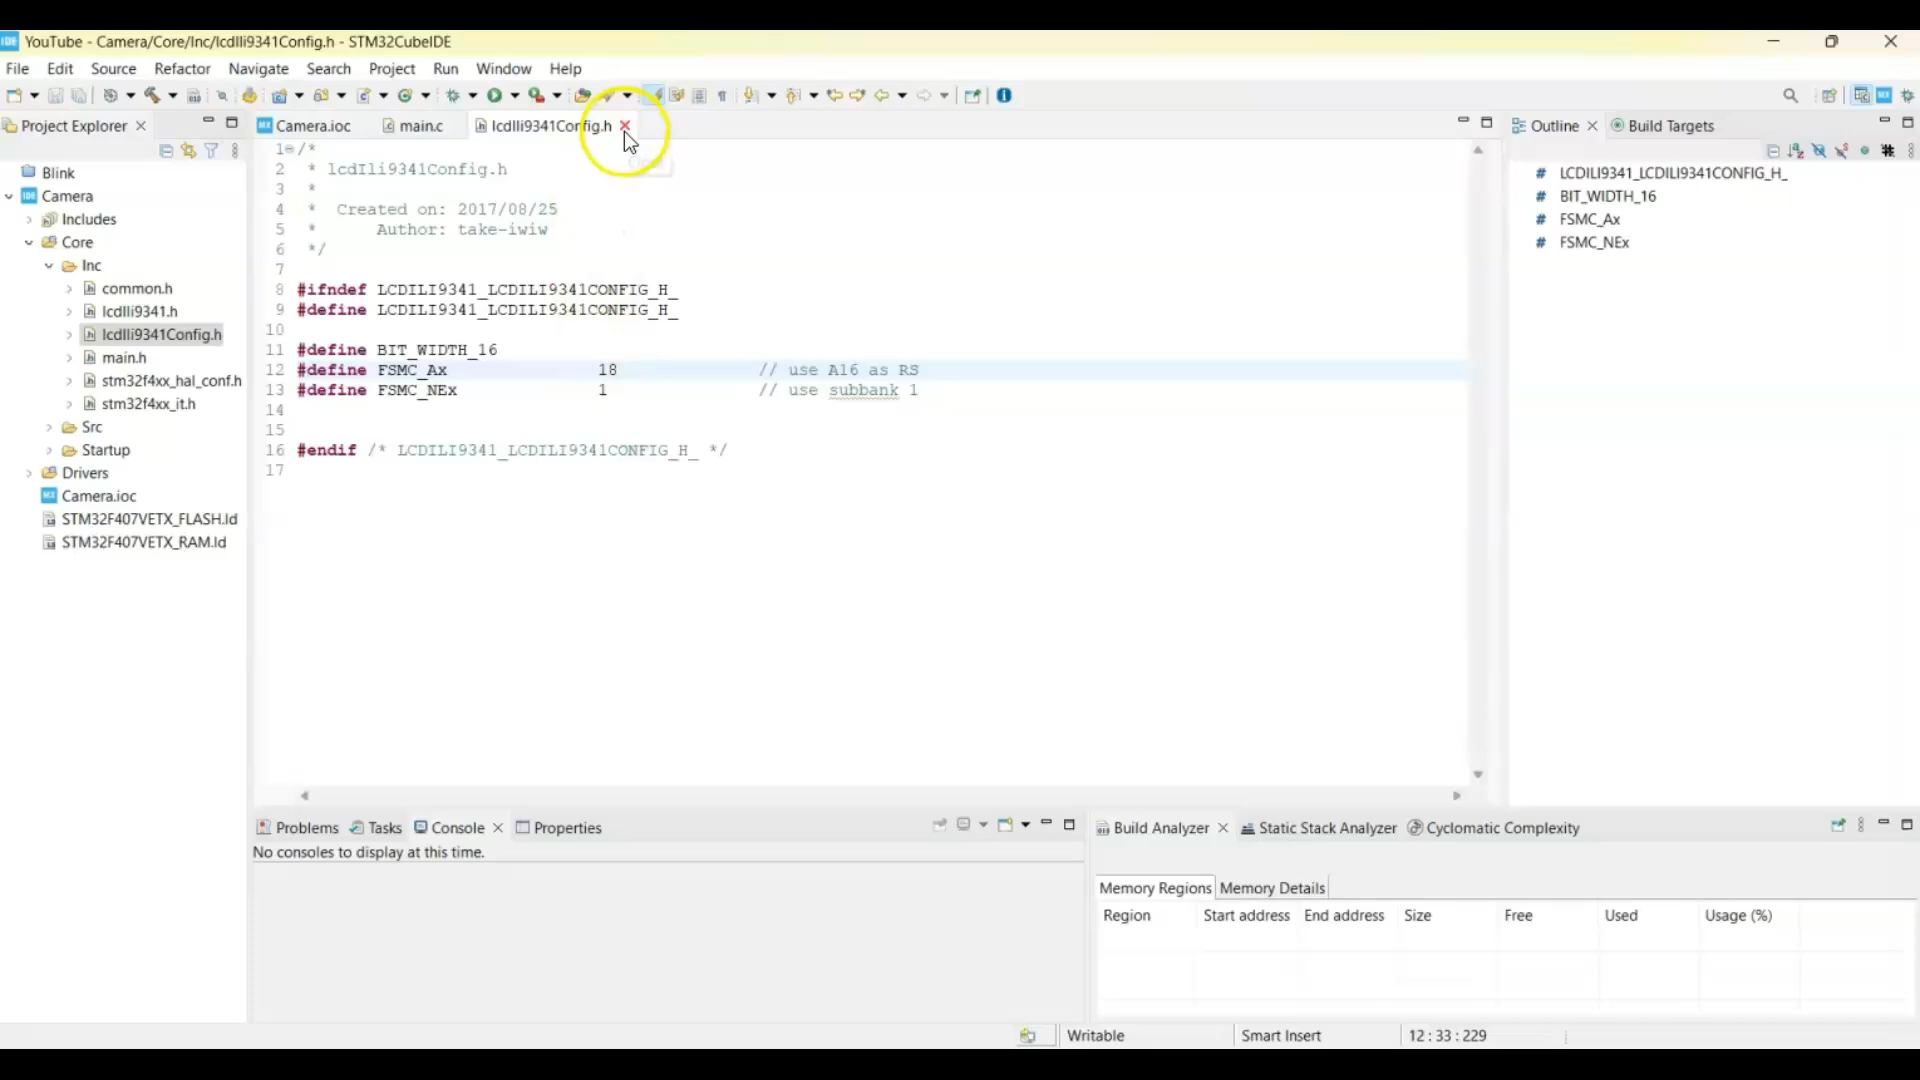 IDE YouTube - Camera/Core/Inc/lcdIli9341Config.h - STM32CubeIDE
File Edit Source Refactor Navigate Search Project Run Window Help
Project Explorer
MX Camera.ioc main.c lcdIli9341Config.h
Outline Build Targets
Blink
IDE Camera
Includes
Core
Inc
common.h
lcdIli9341.h
lcdIli9341Config.h
main.h
stm32f4xx_hal_conf.h
stm32f4xx_it.h
Src
Startup
Drivers
MX Camera.ioc
STM32F407VETX_FLASH.ld
STM32F407VETX_RAM.ld
1 /*
2 * lcdIli9341Config.h
3 *
4 * Created on: 2017/08/25
5 * Author: take-iwiw
6 */
7
8 #ifndef LCDILI9341_LCDILI9341CONFIG_H_
9 #define LCDILI9341_LCDILI9341CONFIG_H_
10
11 #define BIT_WIDTH_16
12 #define FSMC_Ax 18 // use A16 as RS
13 #define FSMC_NEx 1 // use subbank 1
14
15
16 #endif /* LCDILI9341_LCDILI9341CONFIG_H_ */
17
# LCDILI9341_LCDILI9341CONFIG_H_
# BIT_WIDTH_16
# FSMC_Ax
# FSMC_NEx
Problems Tasks Console Properties
No consoles to display at this time.
Build Analyzer Static Stack Analyzer Cyclomatic Complexity
Memory Regions Memory Details
Region Start address End address Size Free Used Usage (%)
Writable Smart Insert 12 : 33 : 229